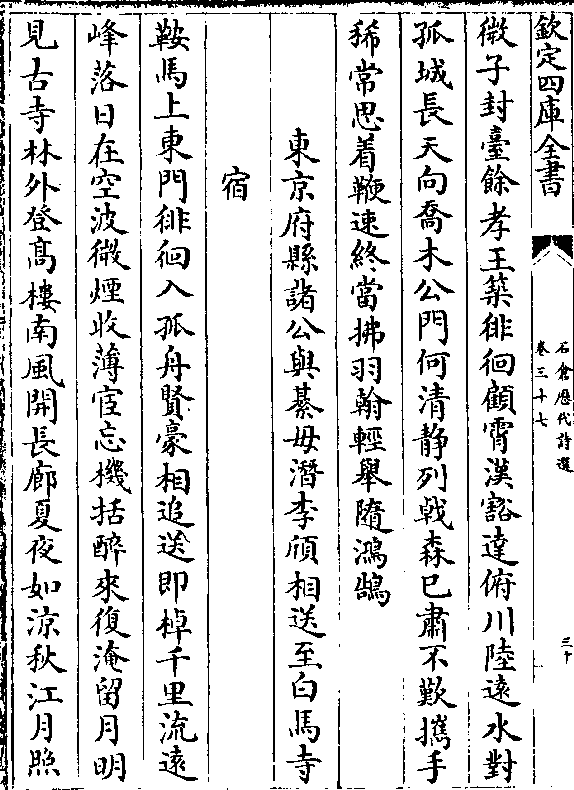 欽定四庫全書
石倉歷代詩選
卷三十七
三十
微子封臺餘孝王築徘徊顧霄漢豁達俯川陸遠水對
孤城長天向喬木公門何清静列戟森已肅不歎攜手
稀常思着鞭速終當拂羽翰輕舉隨鴻鵠
東京府縣諸公與綦毋潛李頎相送至白馬寺
宿
鞍馬上東門徘徊入孤舟賢豪相追送即棹千里流遠
峰落日在空波微煙收薄宦忘機括醉來復淹留月明
見古寺林外登髙樓南風開長廊夏夜如涼秋江月照